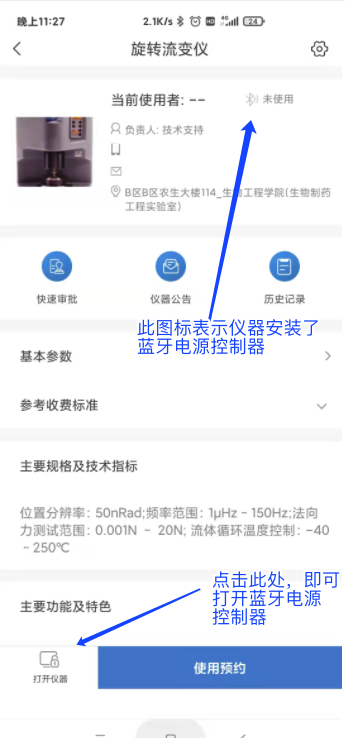 晚上11:27
2.1K/s
4G
24
旋转流变仪
当前使用者: --
未使用
负责人: 技术支持
B区B区农生大楼114_生物工程学院(生物制药
工程实验室)
快速审批
仪器公告
历史记录
此图标表示仪器安装了
蓝牙电源控制器
基本参数
参考收费标准
主要规格及技术指标
位置分辨率: 50nRad;频率范围: 1μHz - 150Hz;法向
力测试范围: 0.001N ~ 20N; 流体循环温度控制: -40
~250℃
点击此处，即可
打开蓝牙电源
控制器
主要功能及特色
打开仪器
使用预约